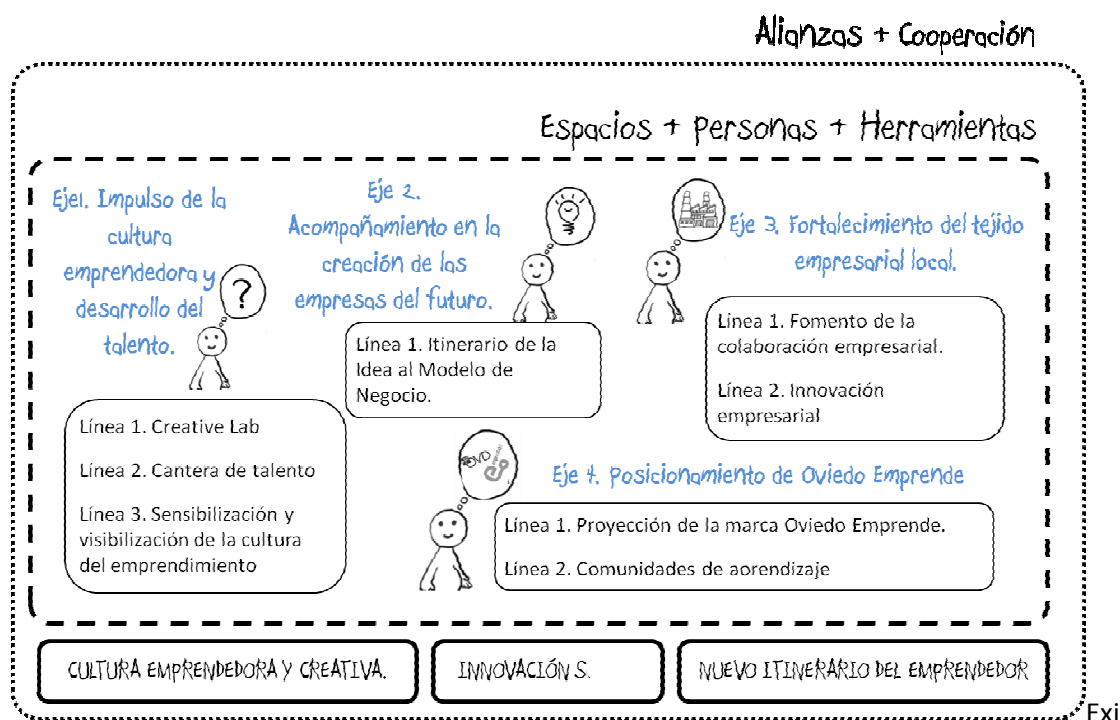 Alianzas + Cooperación
Espacios + Personas + Herramientas
Eje1. Impulso de la
cultura
emprendedora y
desarrollo del
talento.
?
Línea 1. Creative Lab
Línea 2. Cantera de talento
Línea 3. Sensibilización y
visibilización de la cultura
del emprendimiento
Eje 2.
Acompañamiento en la
creación de las
empresas del futuro.
Línea 1. Itinerario de la
Idea al Modelo de
Negocio.
Eje 3. Fortalecimiento del tejido
empresarial local.
Línea 1. Fomento de la
colaboración empresarial.
Línea 2. Innovación
empresarial
Eje 4. Posicionamiento de Oviedo Emprende
Línea 1. Proyección de la marca Oviedo Emprende.
Línea 2. Comunidades de aorendizaje
CULTURA EMPRENDEDORA Y CREATIVA.
INNOVACIÓN S.
NUEVO ITINERARIO DEL EMPRENDEDOR
Exi